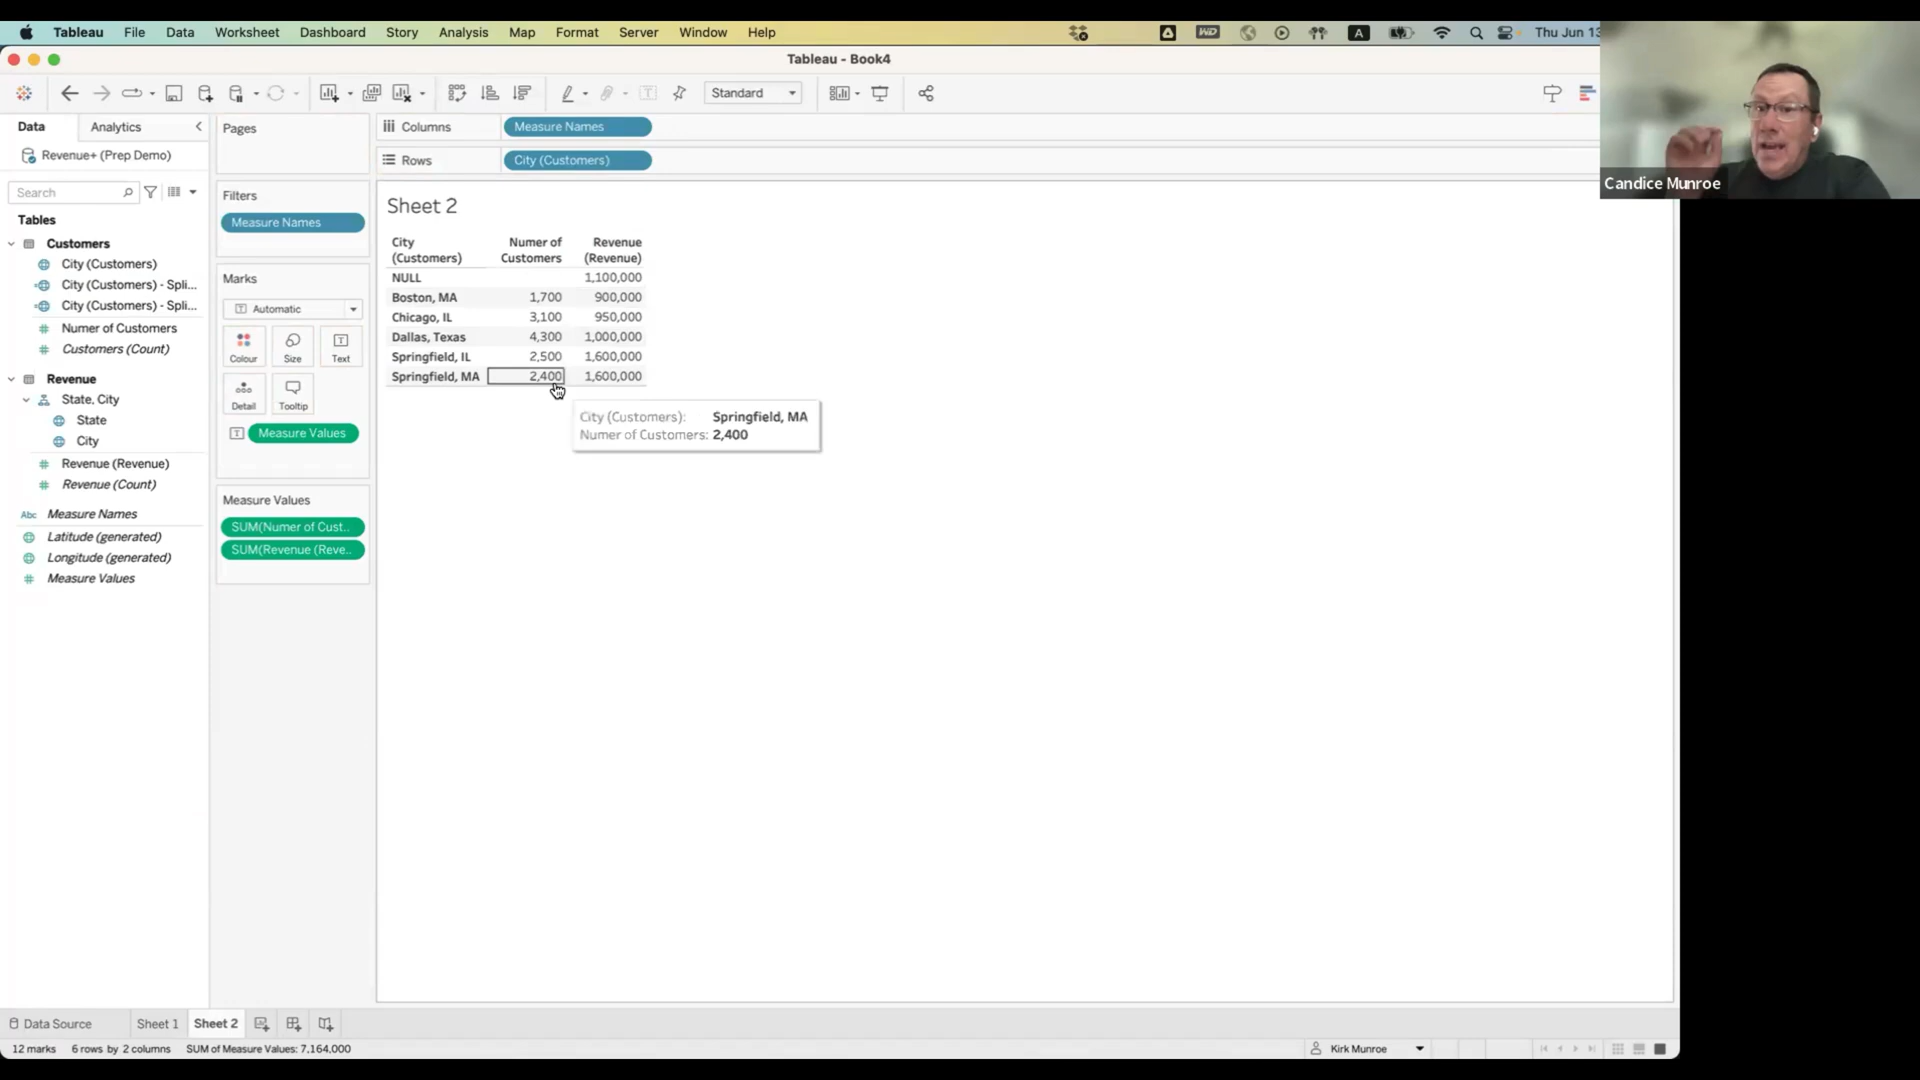 Tableau File Data Worksheet Dashboard Story Analysis Map Format Server Window Help
WD A Thu Jun 13
Tableau - Book4
Standard
Data Analytics
Revenue+ (Prep Demo)
Search
Tables
Customers
City (Customers)
City (Customers) - Spli...
City (Customers) - Spli...
Numer of Customers
Customers (Count)
Revenue
State, City
State
City
Revenue (Revenue)
Revenue (Count)
Abc Measure Names
Latitude (generated)
Longitude (generated)
Measure Values
Pages
Filters
Measure Names
Marks
Automatic
Colour Size Text
Detail Tooltip
Measure Values
Measure Values
SUM(Numer of Cust..
SUM(Revenue (Reve..
Columns Measure Names
Rows City (Customers)
Sheet 2
City Numer of Revenue
(Customers) Customers (Revenue)
NULL 1,100,000
Boston, MA 1,700 900,000
Chicago, IL 3,100 950,000
Dallas, Texas 4,300 1,000,000
Springfield, IL 2,500 1,600,000
Springfield, MA 2,400 1,600,000
City (Customers): Springfield, MA
Numer of Customers: 2,400
Candice Munroe
Data Source Sheet 1 Sheet 2
12 marks 6 rows by 2 columns SUM of Measure Values: 7,164,000 Kirk Munroe